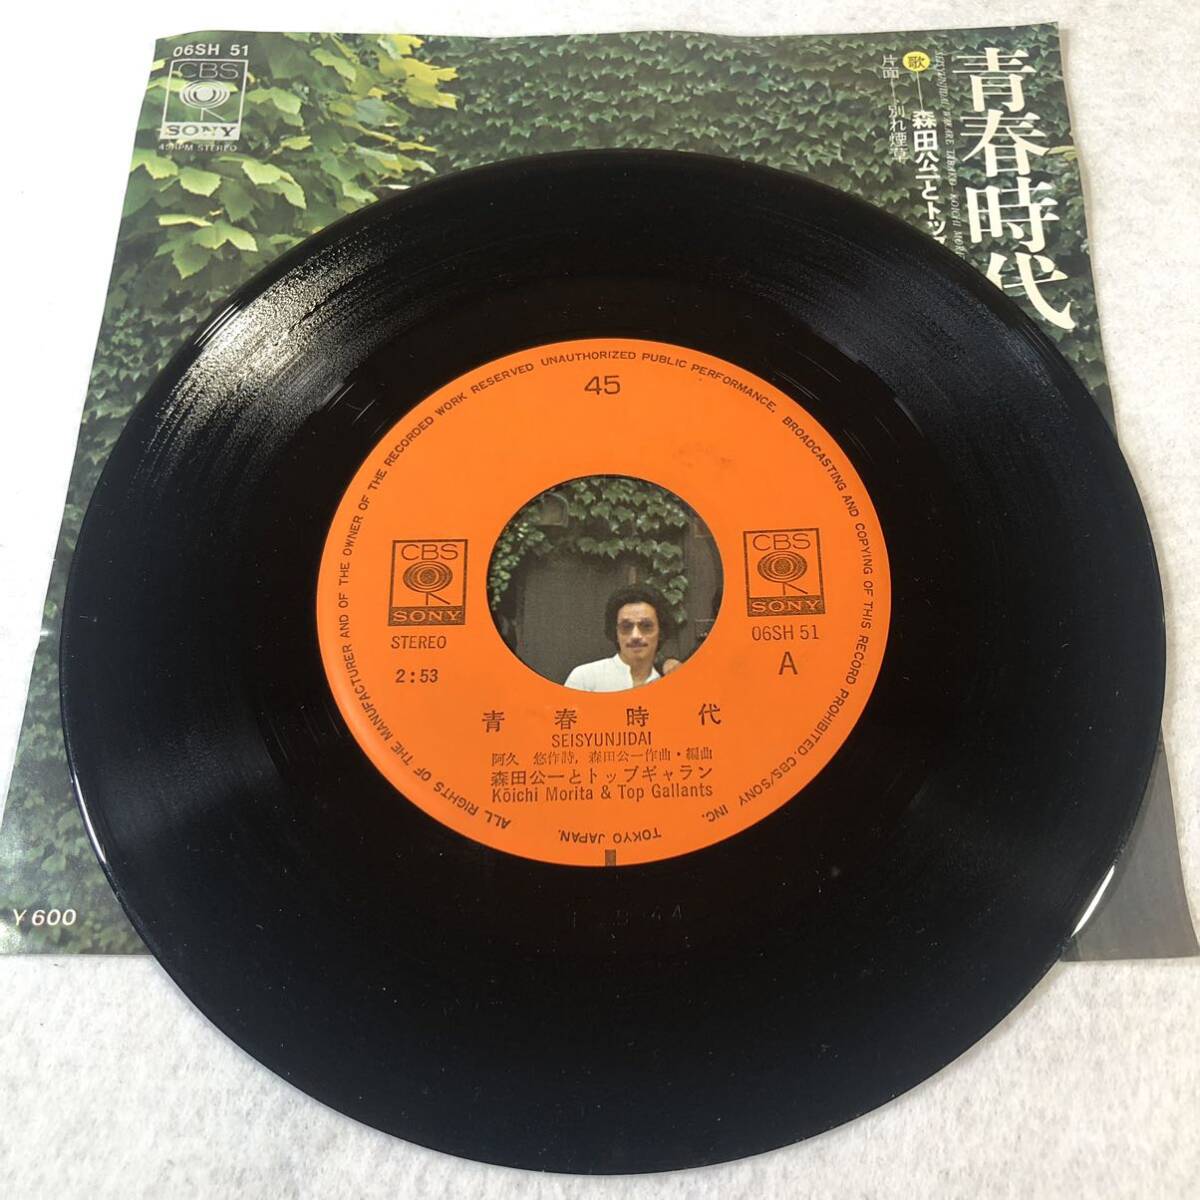 06SH 51
CBS
SONY
45RPM STEREO
青春時代
歌
森田公一とトップ
片面
別れ煙草
¥600
ALL RIGHTS OF THE MANUFACTURER AND OF THE OWNER OF THE RECORDED WORK RESERVED UNAUTHORIZED PUBLIC PERFORMANCE, BROADCASTING AND COPYING OF THIS RECORD PROHIBITED. CBS/SONY INC. TOKYO JAPAN.
45
CBS
SONY
STEREO
2:53
CBS
SONY
06SH 51
A
青春時代
SEISYUNJIDAI
阿久 悠作詩, 森田公一作曲・編曲
森田公一とトップギャラン
Kōichi Morita & Top Gallants